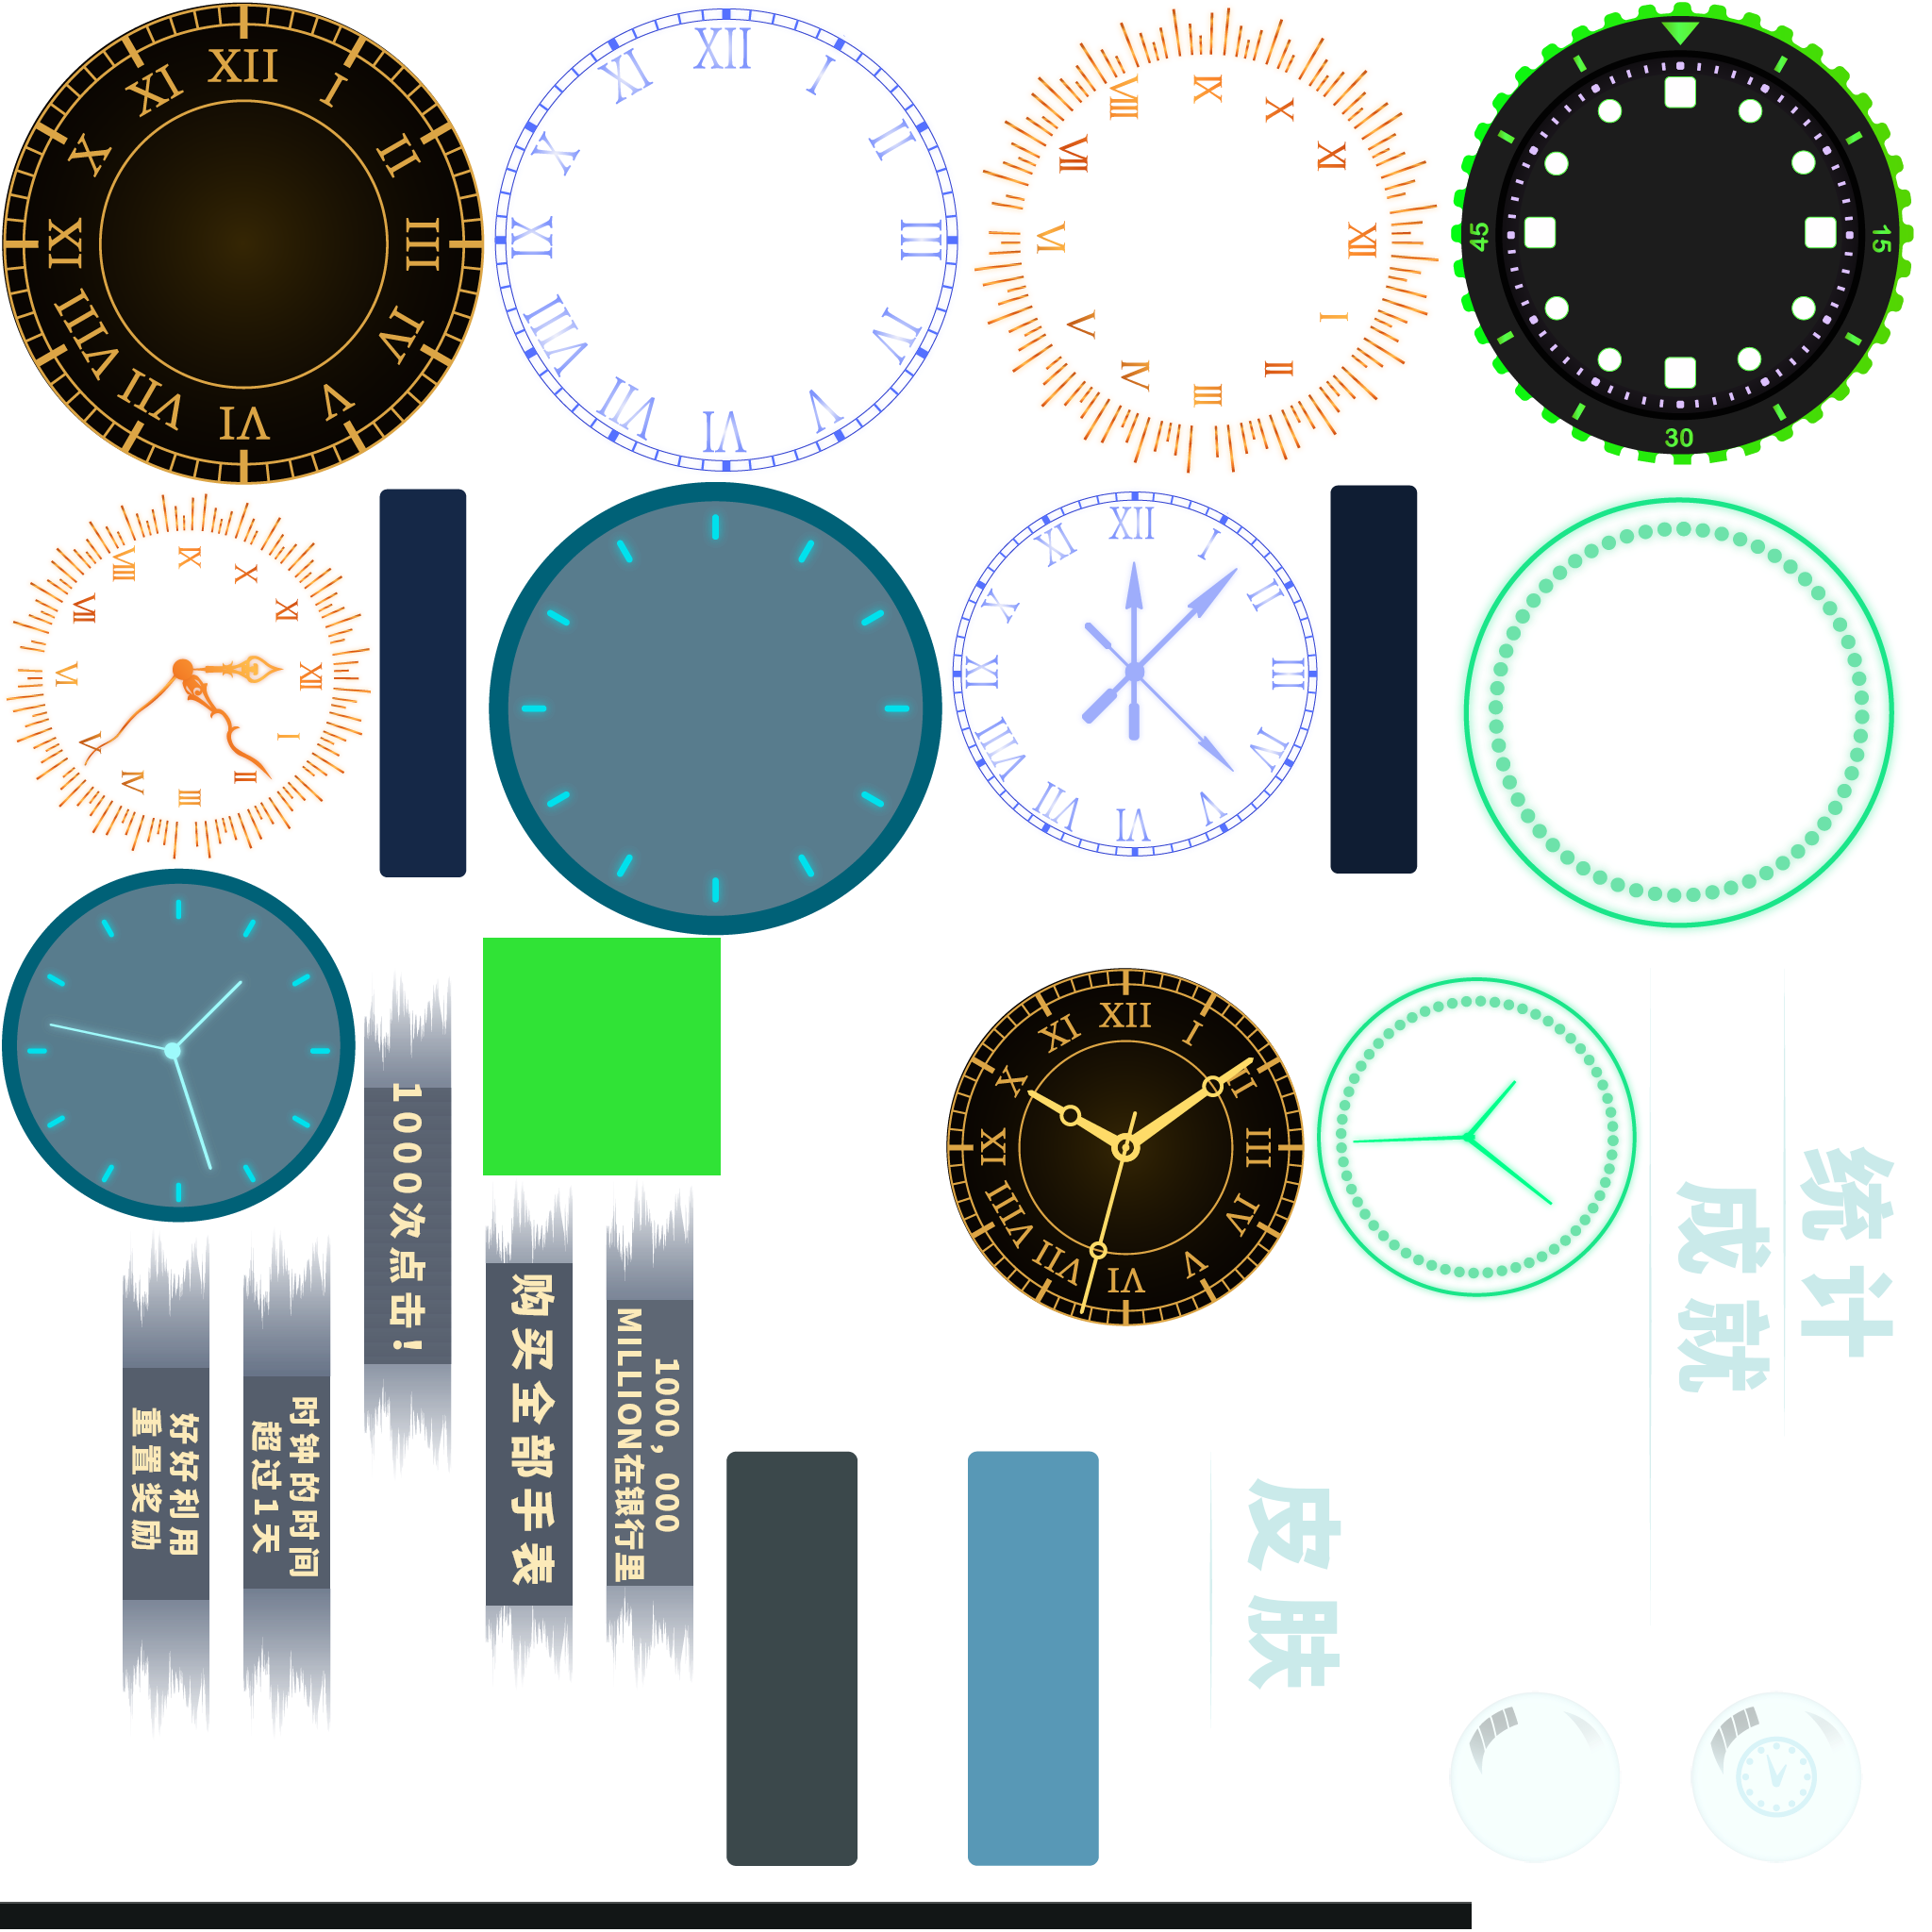 XII I II III IV V VI VII VIII IX X XI
XII I II III IV V VI VII VIII IX X XI
XII I II III IV V VI VII VIII IX X XI
15 30 45
XII I II III IV V VI VII VIII IX X XI
XII I II III IV V VI VII VIII IX X XI
XII I II III IV V VI VII VIII IX X XI
1000次点击!
统计
成就
购买全部手表
1000,000
MILLION在银行里
时钟的时间
超过1天
好好利用
重置奖励
皮肤